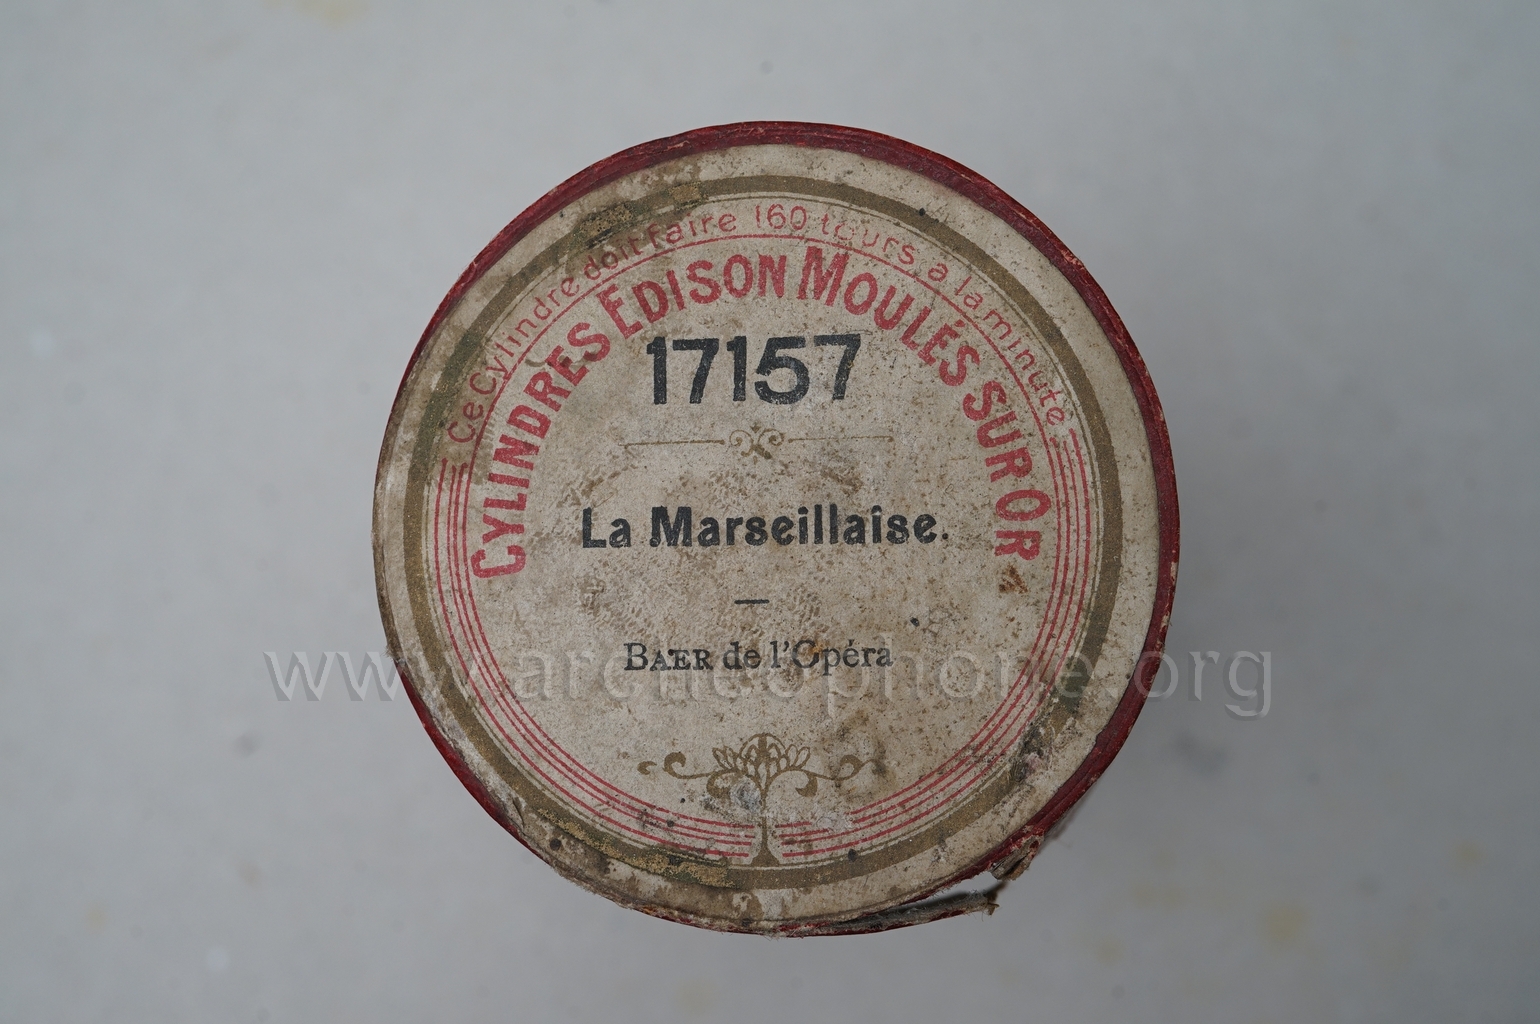 Ce Cylindre doit faire 160 tours à la minute
CYLINDRES EDISON MOULÉS SUR OR
17157
La Marseillaise.
—
BAER de l'Opéra
www.archeophone.org